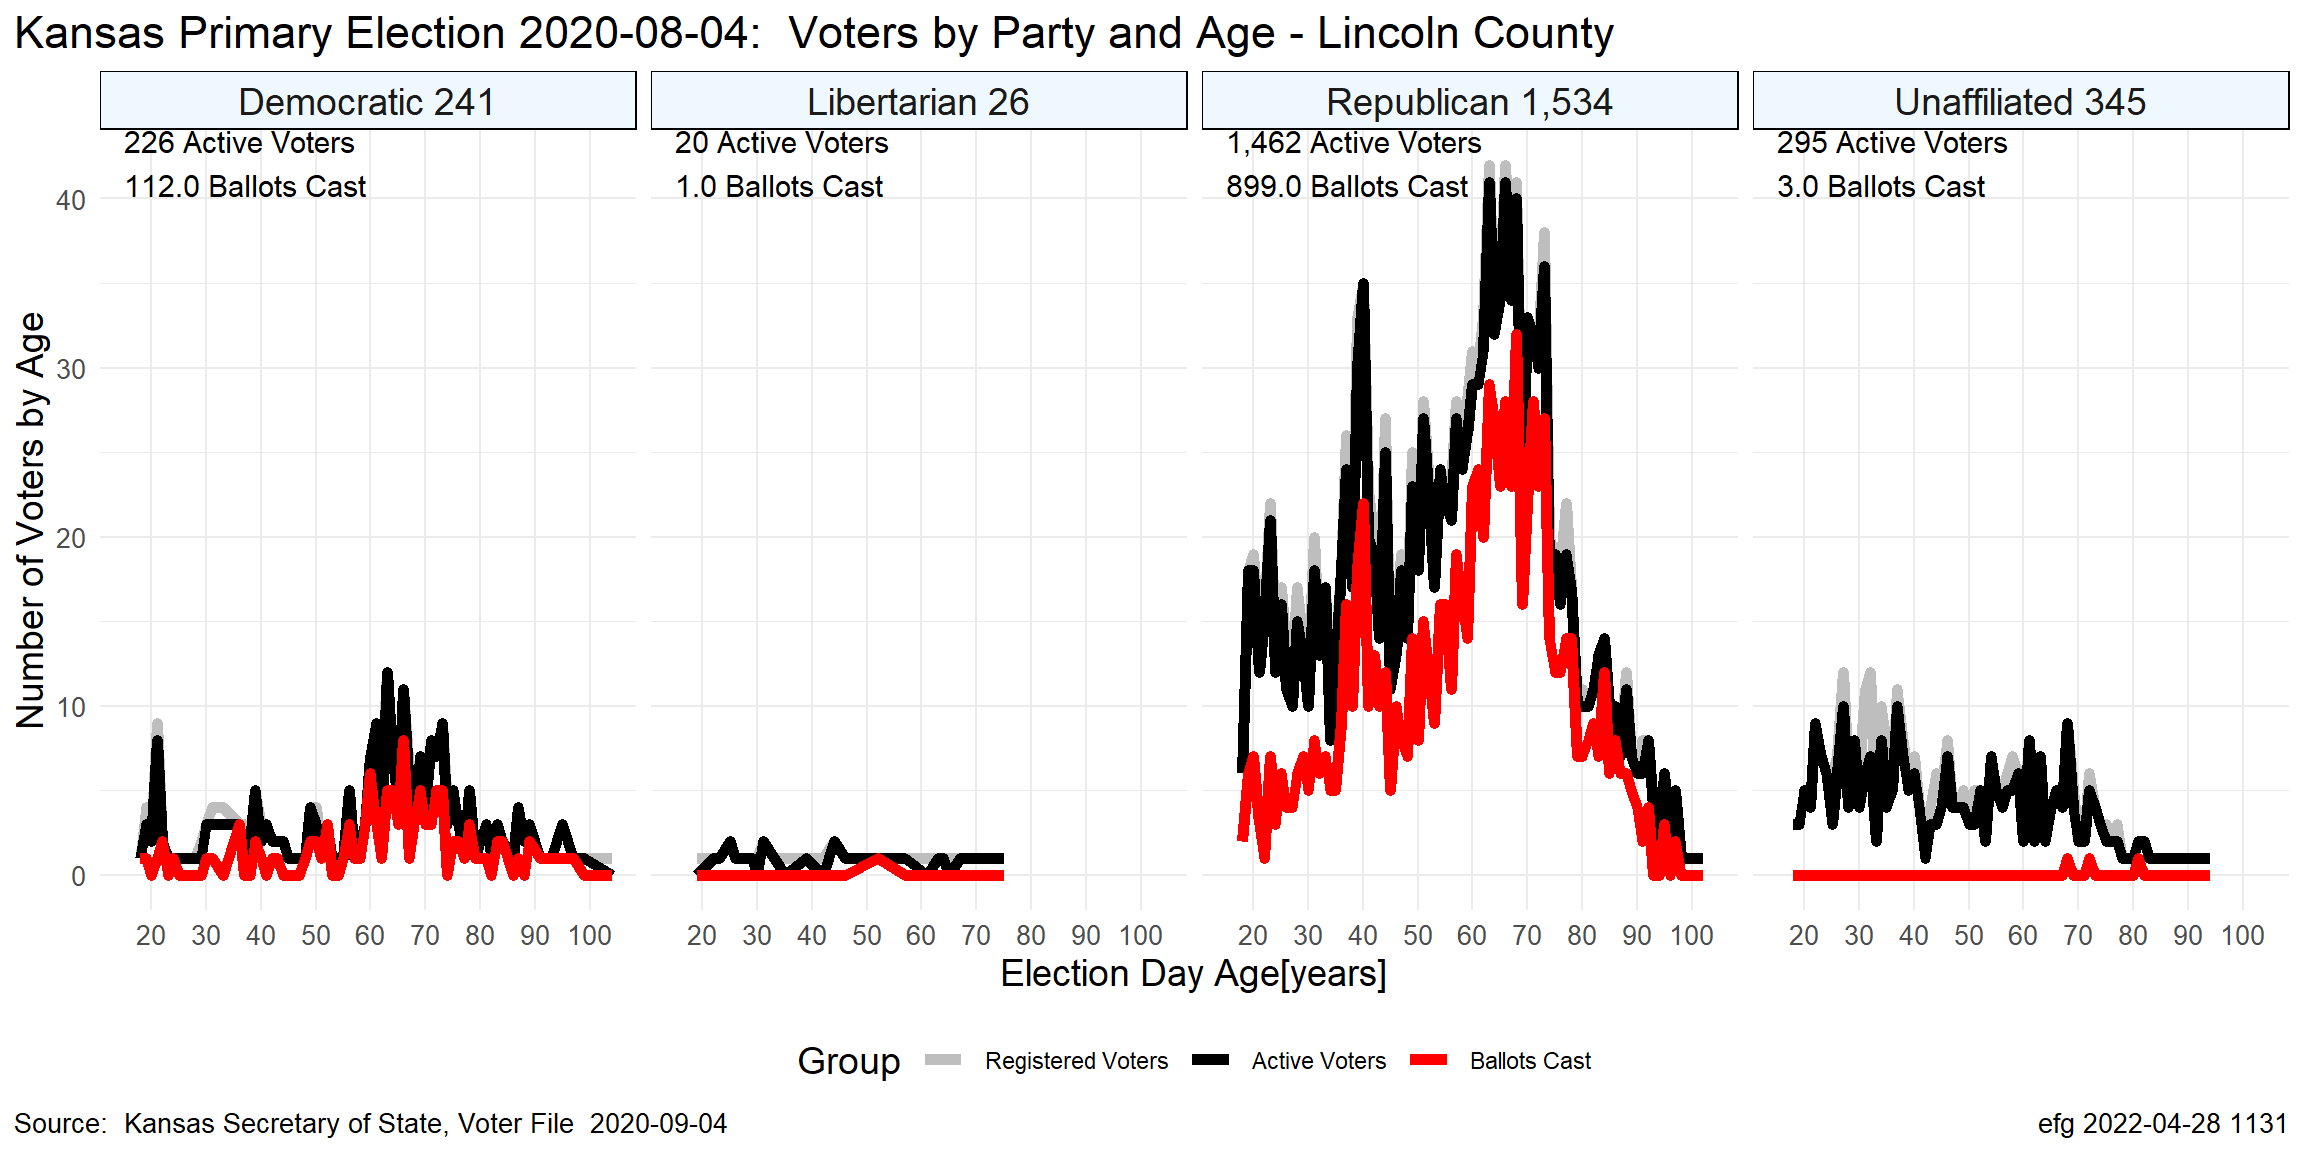 Kansas Primary Election 2020-08-04:  Voters by Party and Age - Lincoln County
Democratic 241
Libertarian 26
Republican 1,534
Unaffiliated 345
226 Active Voters
112.0 Ballots Cast
20 Active Voters
1.0 Ballots Cast
1,462 Active Voters
899.0 Ballots Cast
295 Active Voters
3.0 Ballots Cast
Number of Voters by Age
40
30
20
10
0
20 30 40 50 60 70 80 90 100
20 30 40 50 60 70 80 90 100
20 30 40 50 60 70 80 90 100
20 30 40 50 60 70 80 90 100
Election Day Age[years]
Group Registered Voters Active Voters Ballots Cast
Source:  Kansas Secretary of State, Voter File  2020-09-04
efg 2022-04-28 1131